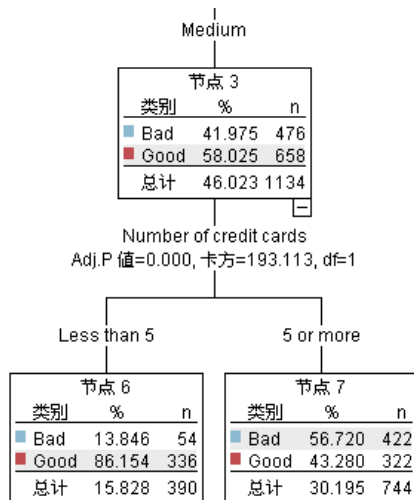 Medium
节点 3
类别 % n
Bad 41.975 476
Good 58.025 658
总计 46.023 1134
Number of credit cards
Adj.P 值=0.000, 卡方=193.113, df=1
Less than 5
5 or more
节点 6
类别 % n
Bad 13.846 54
Good 86.154 336
总计 15.828 390
节点 7
类别 % n
Bad 56.720 422
Good 43.280 322
总计 30.195 744